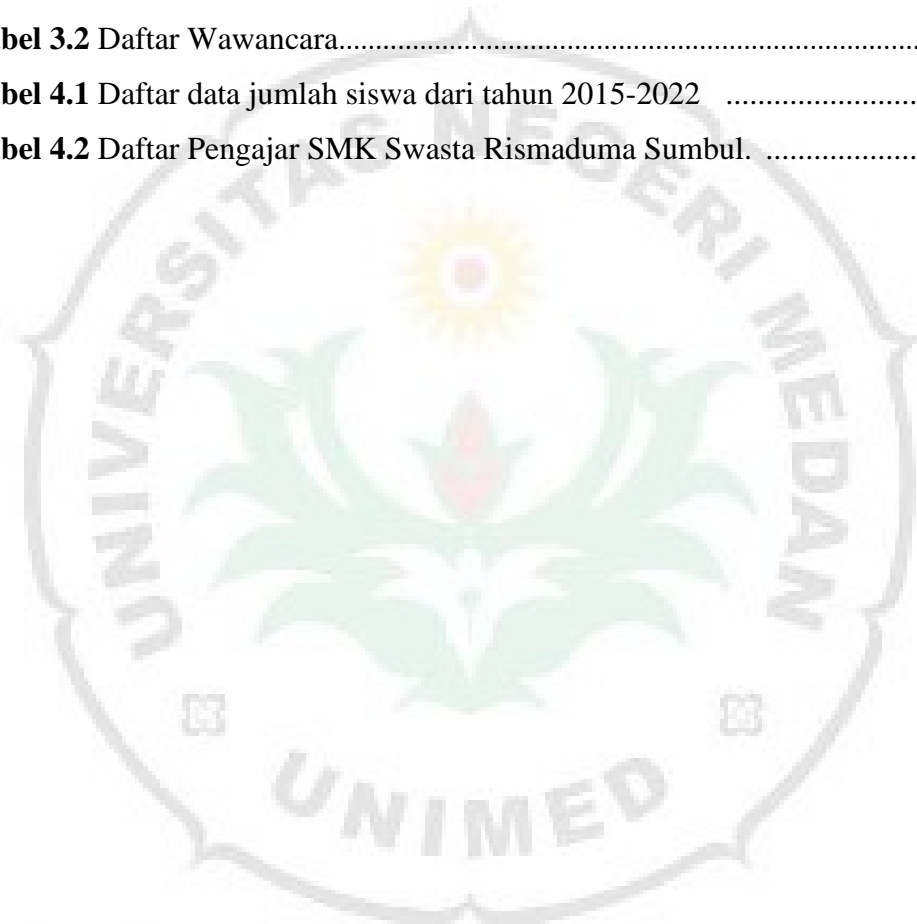 bel 3.2 Daftar Wawancara................................................................................
bel 4.1 Daftar data jumlah siswa dari tahun 2015-2022 ..........................
bel 4.2 Daftar Pengajar SMK Swasta Rismaduma Sumbul. ....................
UNIVERSITAS NEGERI MEDAN
UNIMED